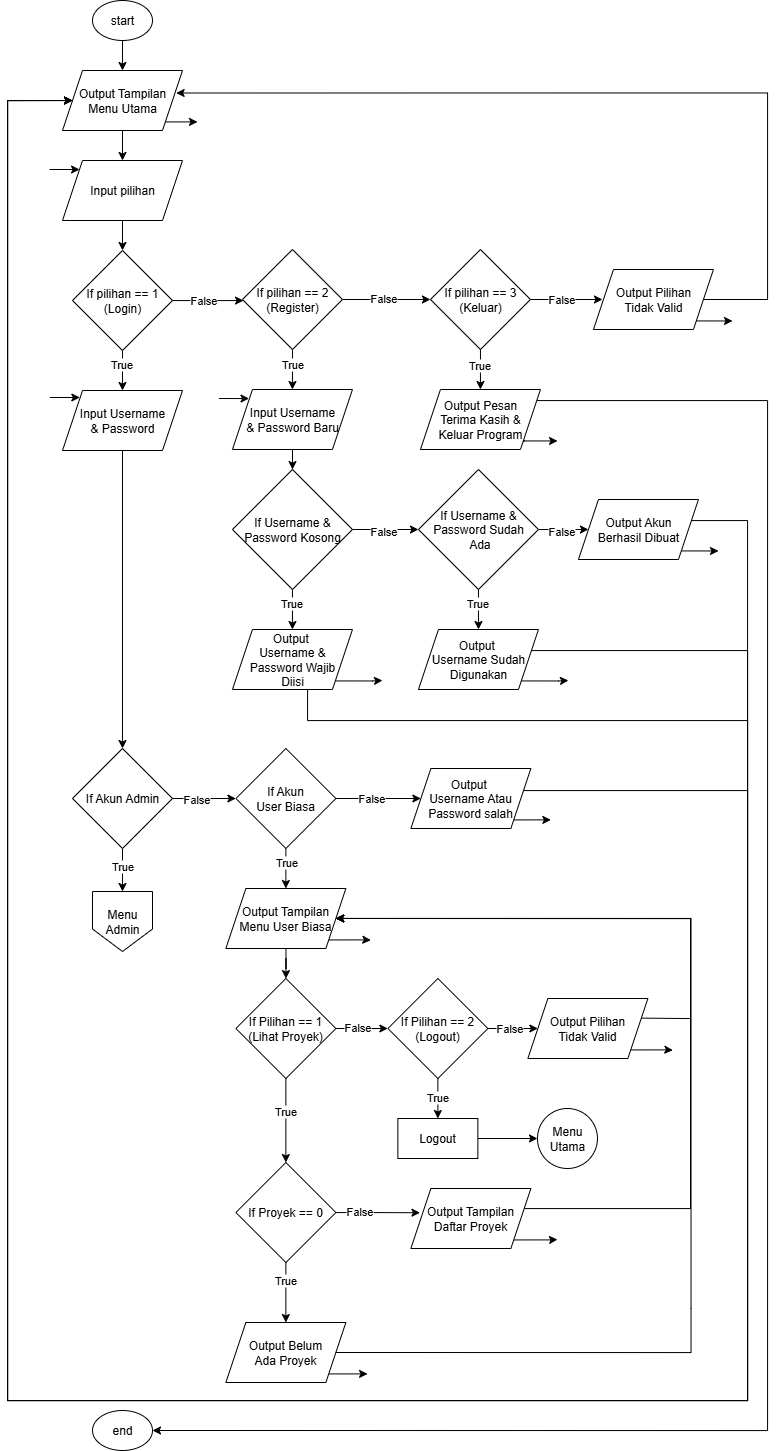 start
Output Tampilan
Menu Utama
Input pilihan
If pilihan == 1
(Login)
False
If pilihan == 2
(Register)
False
If pilihan == 3
(Keluar)
False
Output Pilihan
Tidak Valid
True
True
True
Input Username
& Password
Input Username
& Password Baru
Output Pesan
Terima Kasih &
Keluar Program
If Username &
Password Kosong
False
If Username &
Password Sudah
Ada
False
Output Akun
Berhasil Dibuat
True
True
Output
Username &
Password Wajib
Diisi
Output
Username Sudah
Digunakan
If Akun Admin
False
If Akun
User Biasa
False
Output
Username Atau
Password salah
True
True
Menu
Admin
Output Tampilan
Menu User Biasa
If Pilihan == 1
(Lihat Proyek)
False
If Pilihan == 2
(Logout)
False
Output Pilihan
Tidak Valid
True
True
Logout
Menu
Utama
If Proyek == 0
False
Output Tampilan
Daftar Proyek
True
Output Belum
Ada Proyek
end